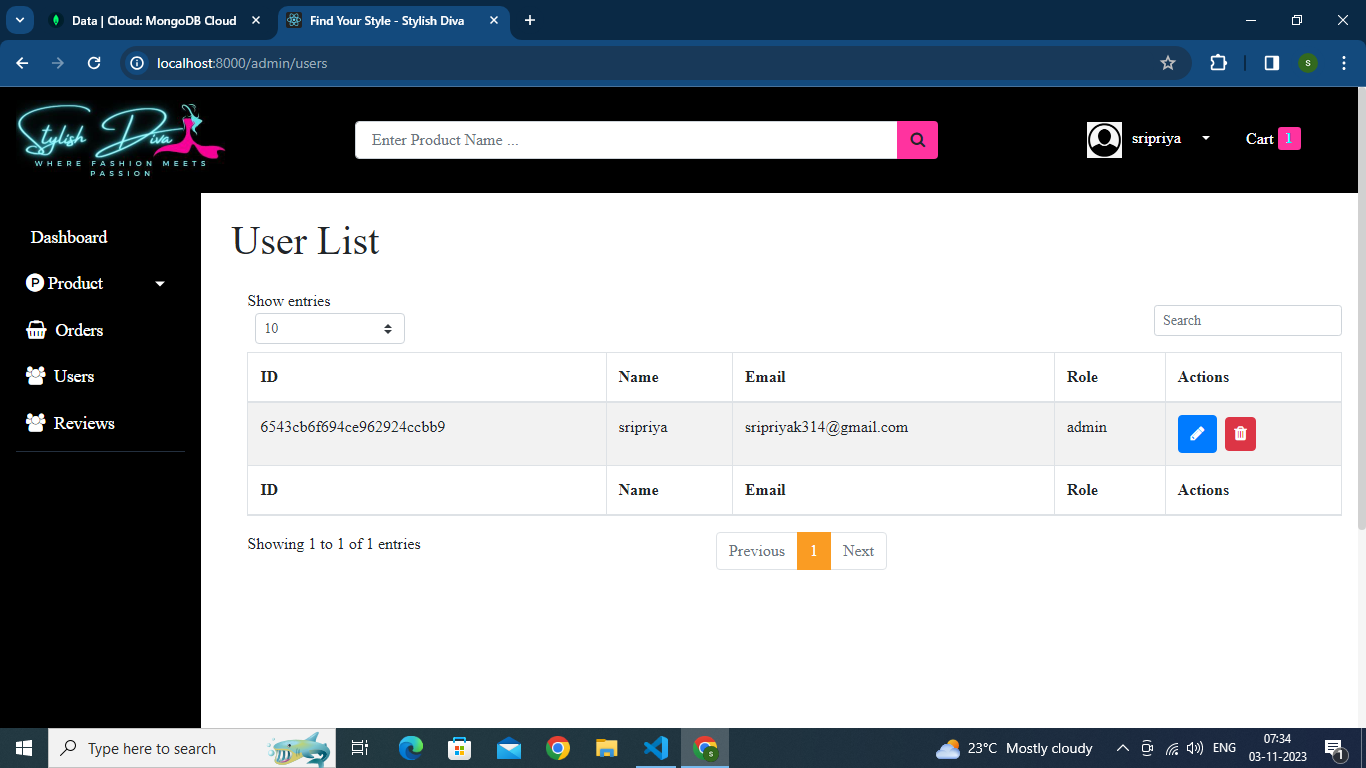 Data | Cloud: MongoDB Cloud
Find Your Style - Stylish Diva
localhost:8000/admin/users
s
Stylish Diva
WHERE FASHION MEETS
PASSION
Enter Product Name ...
sripriya
Cart 1
Dashboard
P Product
Orders
Users
Reviews
User List
Show entries
10
Search
ID Name Email Role Actions
6543cb6f694ce962924ccbb9 sripriya sripriyak314@gmail.com admin
ID Name Email Role Actions
Showing 1 to 1 of 1 entries
Previous 1 Next
Type here to search
s
23°C Mostly cloudy
ENG
07:34
03-11-2023
1